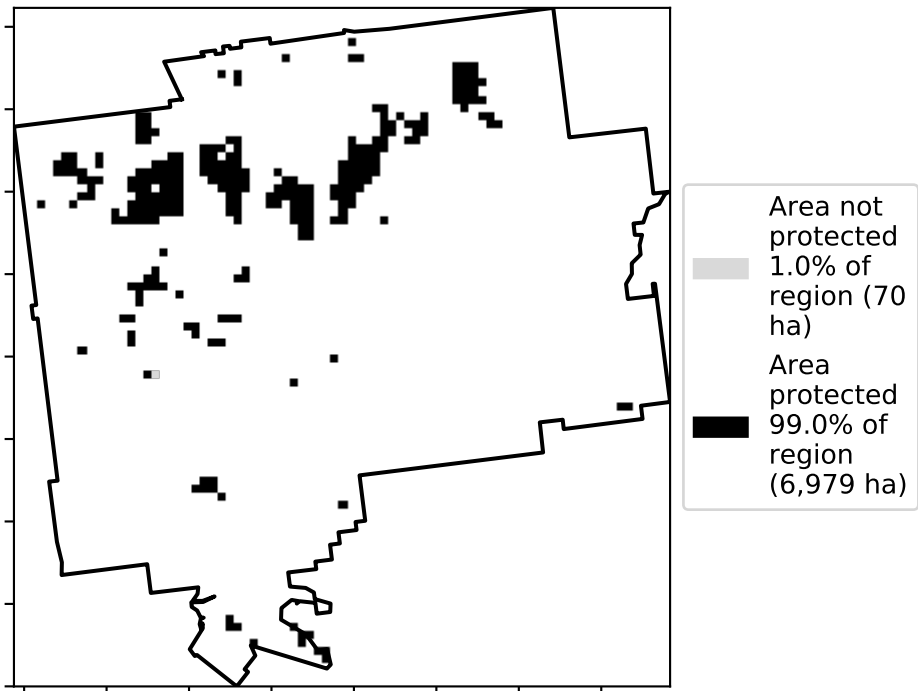 Area not
protected
1.0% of
region (70
ha)
Area
protected
99.0% of
region
(6,979 ha)